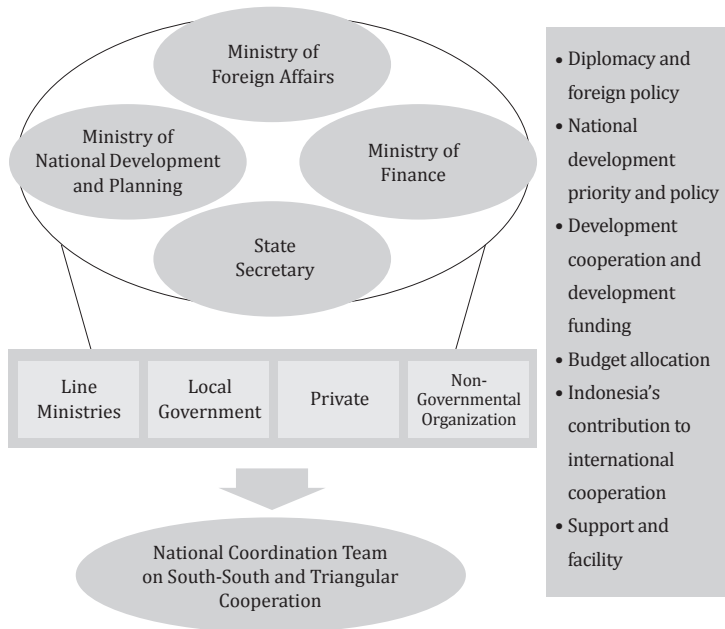 Ministry of
Foreign Affairs
Ministry of
National Development
and Planning
Ministry of
Finance
State
Secretary
Line
Ministries
Local
Government
Private
Non-
Governmental
Organization
National Coordination Team
on South-South and Triangular
Cooperation
• Diplomacy and
foreign policy
• National
development
priority and policy
• Development
cooperation and
development
funding
• Budget allocation
• Indonesia’s
contribution to
international
cooperation
• Support and
facility